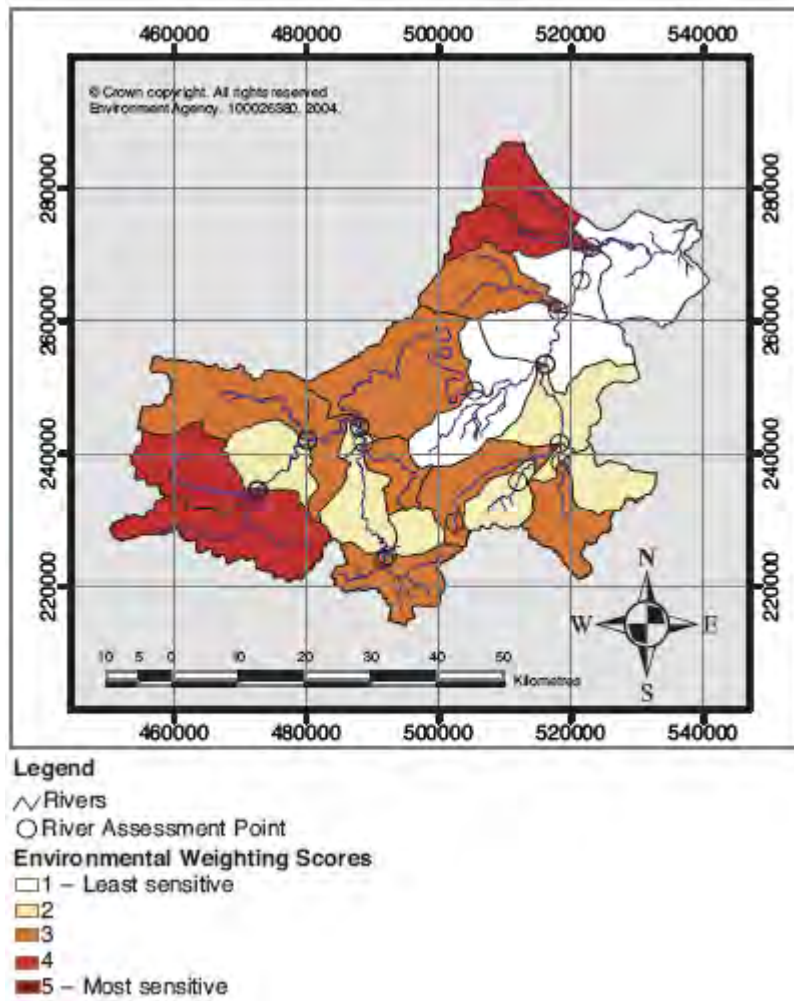 460000 480000 500000 520000 540000
© Crown copyright. All rights reserved
Environment Agency. 100026380. 2004.
280000 280000
260000 260000
240000 240000
220000 220000
N
W E
S
10 5 0 10 20 30 40 50
Kilometres
460000 480000 500000 520000 540000
Legend
Rivers
River Assessment Point
Environmental Weighting Scores
1 – Least sensitive
2
3
4
5 – Most sensitive